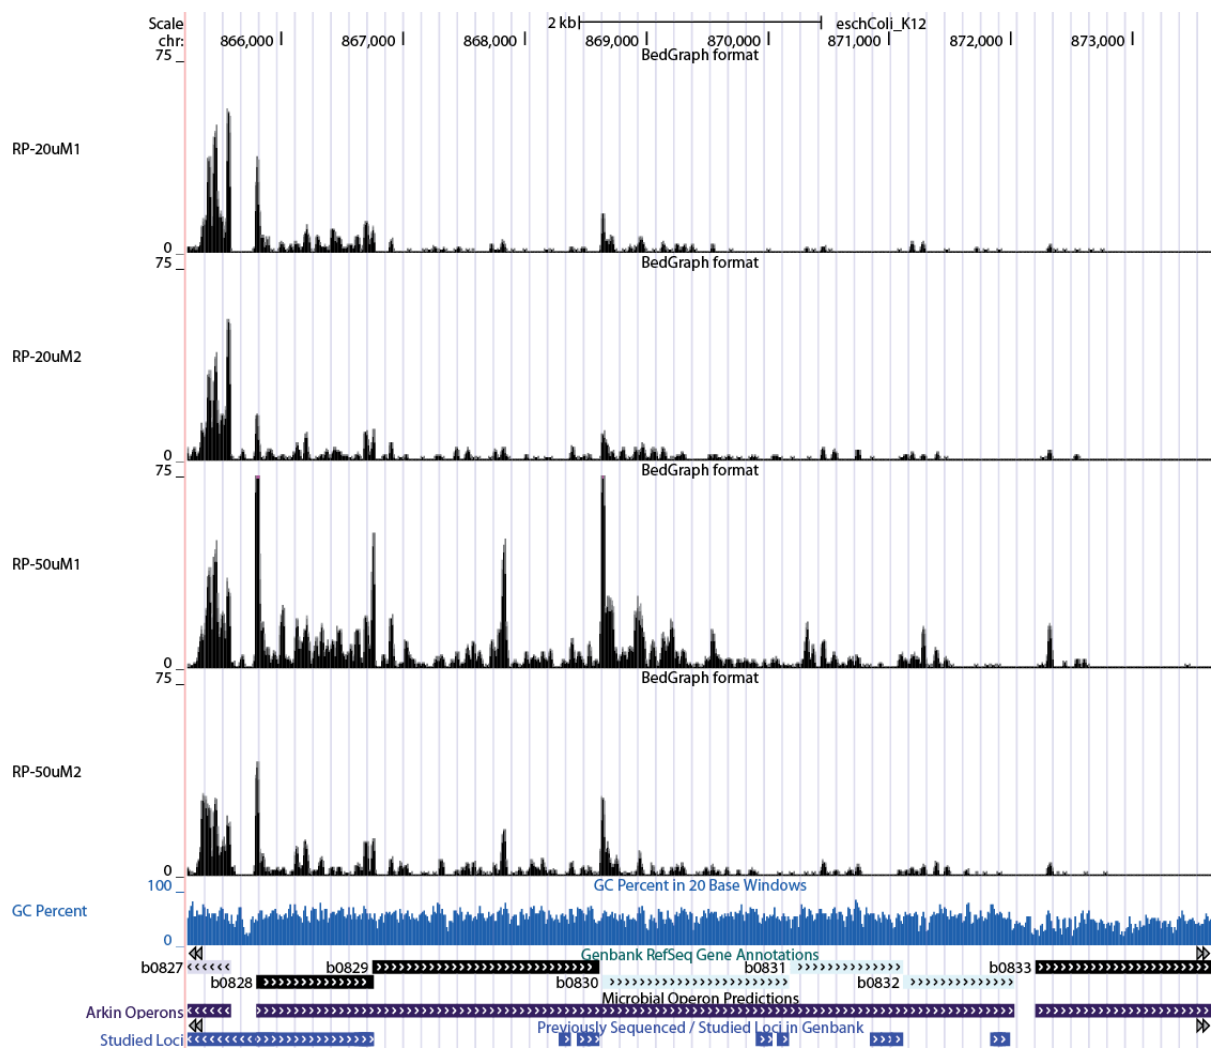 Scale 2 kb eschColi_K12
chr: 866,000 867,000 868,000 869,000 870,000 871,000 872,000 873,000
75 BedGraph format
RP-20uM1
0
75 BedGraph format
RP-20uM2
0
75 BedGraph format
RP-50uM1
0
75 BedGraph format
RP-50uM2
0
100 GC Percent in 20 Base Windows
GC Percent
0
Genbank RefSeq Gene Annotations
b0827 b0829 b0831 b0833
b0828 b0830 b0832
Microbial Operon Predictions
Arkin Operons
Previously Sequenced / Studied Loci in Genbank
Studied Loci